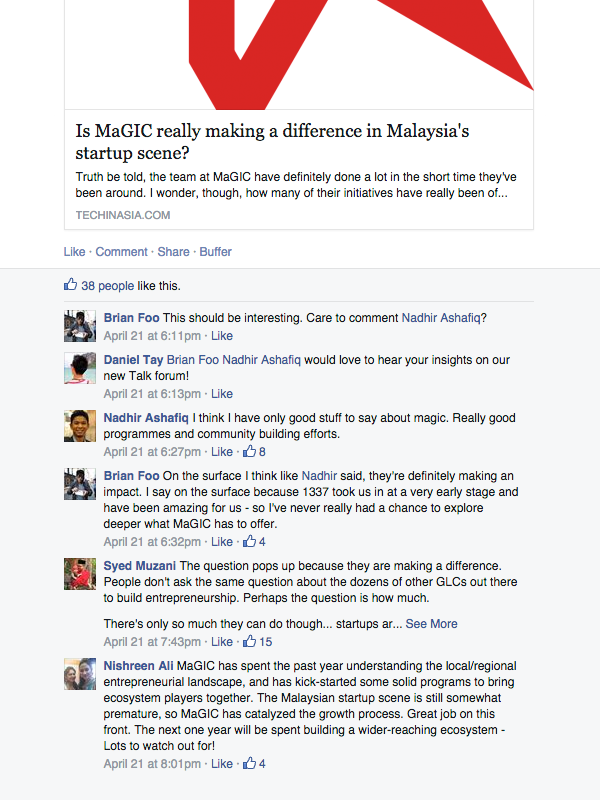 Is MaGIC really making a difference in Malaysia's
startup scene?
Truth be told, the team at MaGIC have definitely done a lot in the short time they've
been around. I wonder, though, how many of their initiatives have really been of...
TECHINASIA.COM
Like · Comment · Share · Buffer
38 people like this.
Brian Foo This should be interesting. Care to comment Nadhir Ashafiq?
April 21 at 6:11pm · Like
Daniel Tay Brian Foo Nadhir Ashafiq would love to hear your insights on our
new Talk forum!
April 21 at 6:13pm · Like
Nadhir Ashafiq I think I have only good stuff to say about magic. Really good
programmes and community building efforts.
April 21 at 6:27pm · Like · 8
Brian Foo On the surface I think like Nadhir said, they're definitely making an
impact. I say on the surface because 1337 took us in at a very early stage and
have been amazing for us - so I've never really had a chance to explore
deeper what MaGIC has to offer.
April 21 at 6:32pm · Like · 4
Syed Muzani The question pops up because they are making a difference.
People don't ask the same question about the dozens of other GLCs out there
to build entrepreneurship. Perhaps the question is how much.
There's only so much they can do though... startups ar... See More
April 21 at 7:43pm · Like · 15
Nishreen Ali MaGIC has spent the past year understanding the local/regional
entrepreneurial landscape, and has kick-started some solid programs to bring
ecosystem players together. The Malaysian startup scene is still somewhat
premature, so MaGIC has catalyzed the growth process. Great job on this
front. The next one year will be spent building a wider-reaching ecosystem -
Lots to watch out for!
April 21 at 8:01pm · Like · 4